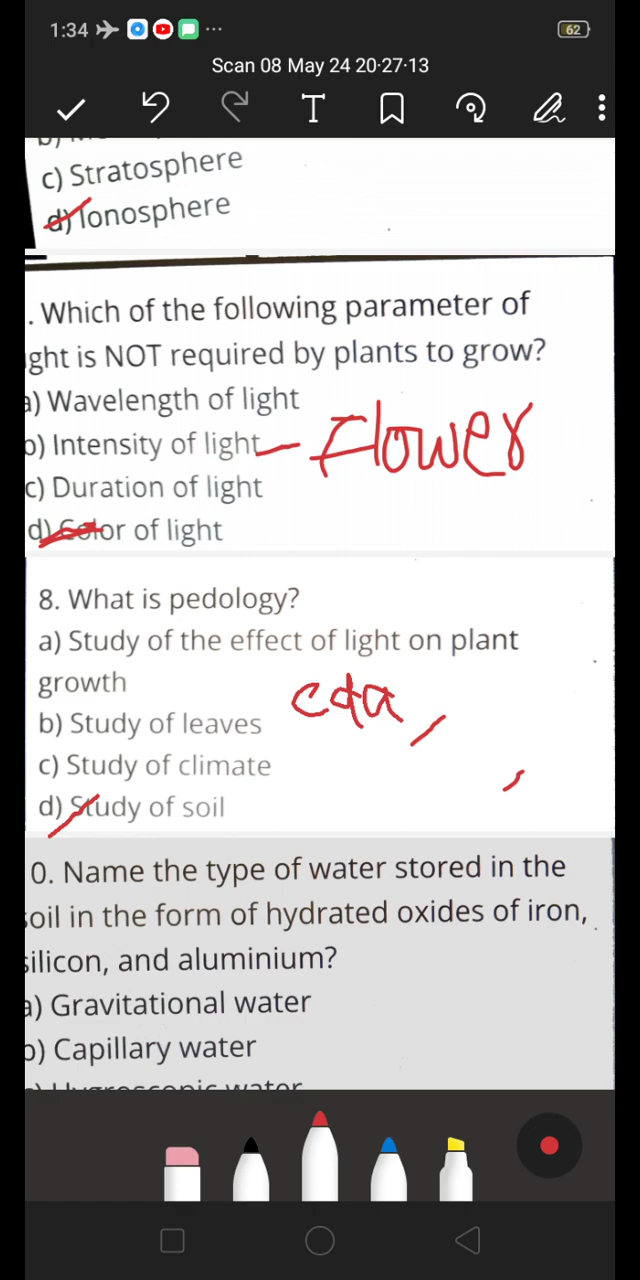 1:34
62
Scan 08 May 24 20-27-13
T
c) Stratosphere
d) Ionosphere
. Which of the following parameter of
ght is NOT required by plants to grow?
a) Wavelength of light
b) Intensity of light
Flower
c) Duration of light
d) Color of light
8. What is pedology?
a) Study of the effect of light on plant
growth
b) Study of leaves
c) Study of climate
d) Study of soil
0. Name the type of water stored in the
soil in the form of hydrated oxides of iron,
silicon, and aluminium?
a) Gravitational water
b) Capillary water
c) Hygroscopic water